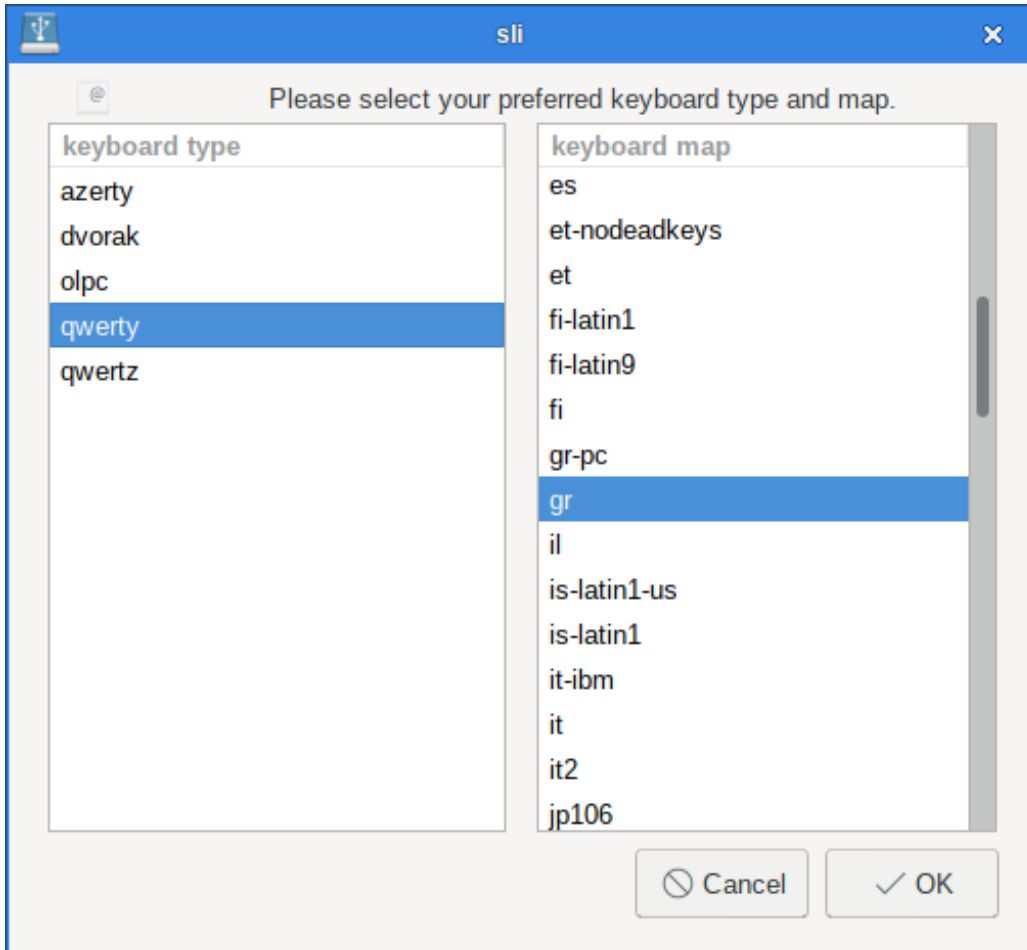 sli
@
Please select your preferred keyboard type and map.
keyboard type
azerty
dvorak
olpc
qwerty
qwertz
keyboard map
es
et-nodeadkeys
et
fi-latin1
fi-latin9
fi
gr-pc
gr
il
is-latin1-us
is-latin1
it-ibm
it
it2
jp106
Cancel
OK